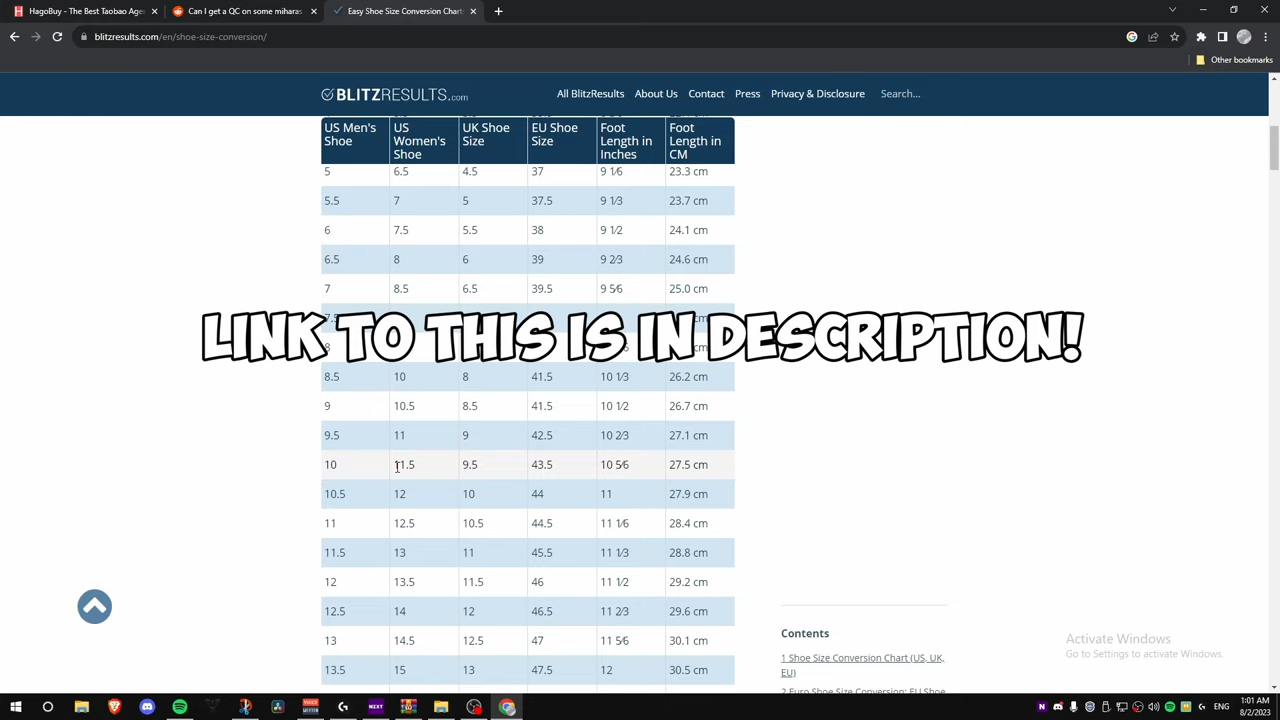 HagoBuy - The Best Taobao Age
Can I get a QC on some miharas
Easy Shoe Size Conversion Chart
blitzresults.com/en/shoe-size-conversion/
Other bookmarks
BLITZRESULTS.com
All BlitzResults About Us Contact Press Privacy & Disclosure Search...
US Men's Shoe US Women's Shoe UK Shoe Size EU Shoe Size Foot Length in Inches Foot Length in CM
5 6.5 4.5 37 9 1⁄6 23.3 cm
5.5 7 5 37.5 9 1⁄3 23.7 cm
6 7.5 5.5 38 9 1⁄2 24.1 cm
6.5 8 6 39 9 2⁄3 24.6 cm
7 8.5 6.5 39.5 9 5⁄6 25.0 cm
LINK TO THIS IS IN DESCRIPTION!
8.5 10 8 41.5 10 1⁄3 26.2 cm
9 10.5 8.5 41.5 10 1⁄2 26.7 cm
9.5 11 9 42.5 10 2⁄3 27.1 cm
10 11.5 9.5 43.5 10 5⁄6 27.5 cm
10.5 12 10 44 11 27.9 cm
11 12.5 10.5 44.5 11 1⁄6 28.4 cm
11.5 13 11 45.5 11 1⁄3 28.8 cm
12 13.5 11.5 46 11 1⁄2 29.2 cm
12.5 14 12 46.5 11 2⁄3 29.6 cm
13 14.5 12.5 47 11 5⁄6 30.1 cm
13.5 15 13 47.5 12 30.5 cm
Contents
1 Shoe Size Conversion Chart (US, UK,
EU)
2 Euro Shoe Size Conversion: EU Shoe
Activate Windows
Go to Settings to activate Windows.
NZXT
ENG
1:01 AM
8/2/2023